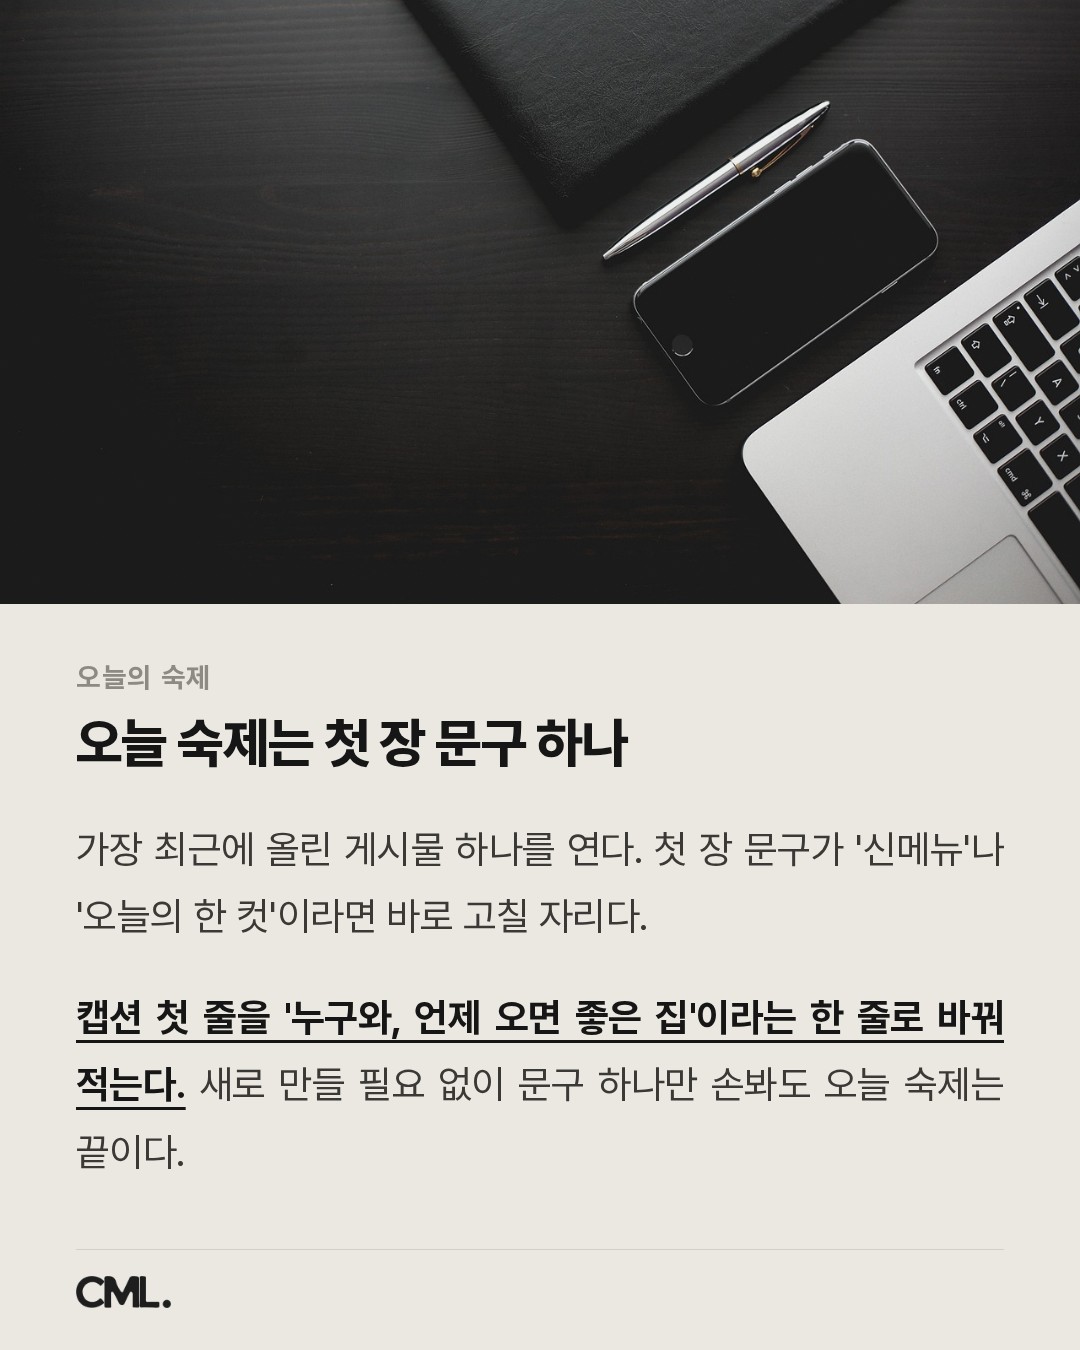 오늘의 숙제
오늘 숙제는 첫 장 문구 하나
가장 최근에 올린 게시물 하나를 연다. 첫 장 문구가 '신메뉴'나
'오늘의 한 컷'이라면 바로 고칠 자리다.
캡션 첫 줄을 '누구와, 언제 오면 좋은 집'이라는 한 줄로 바꿔
적는다. 새로 만들 필요 없이 문구 하나만 손봐도 오늘 숙제는
끝이다.
CML.
fn
ctrl
cmd
A
Y
X